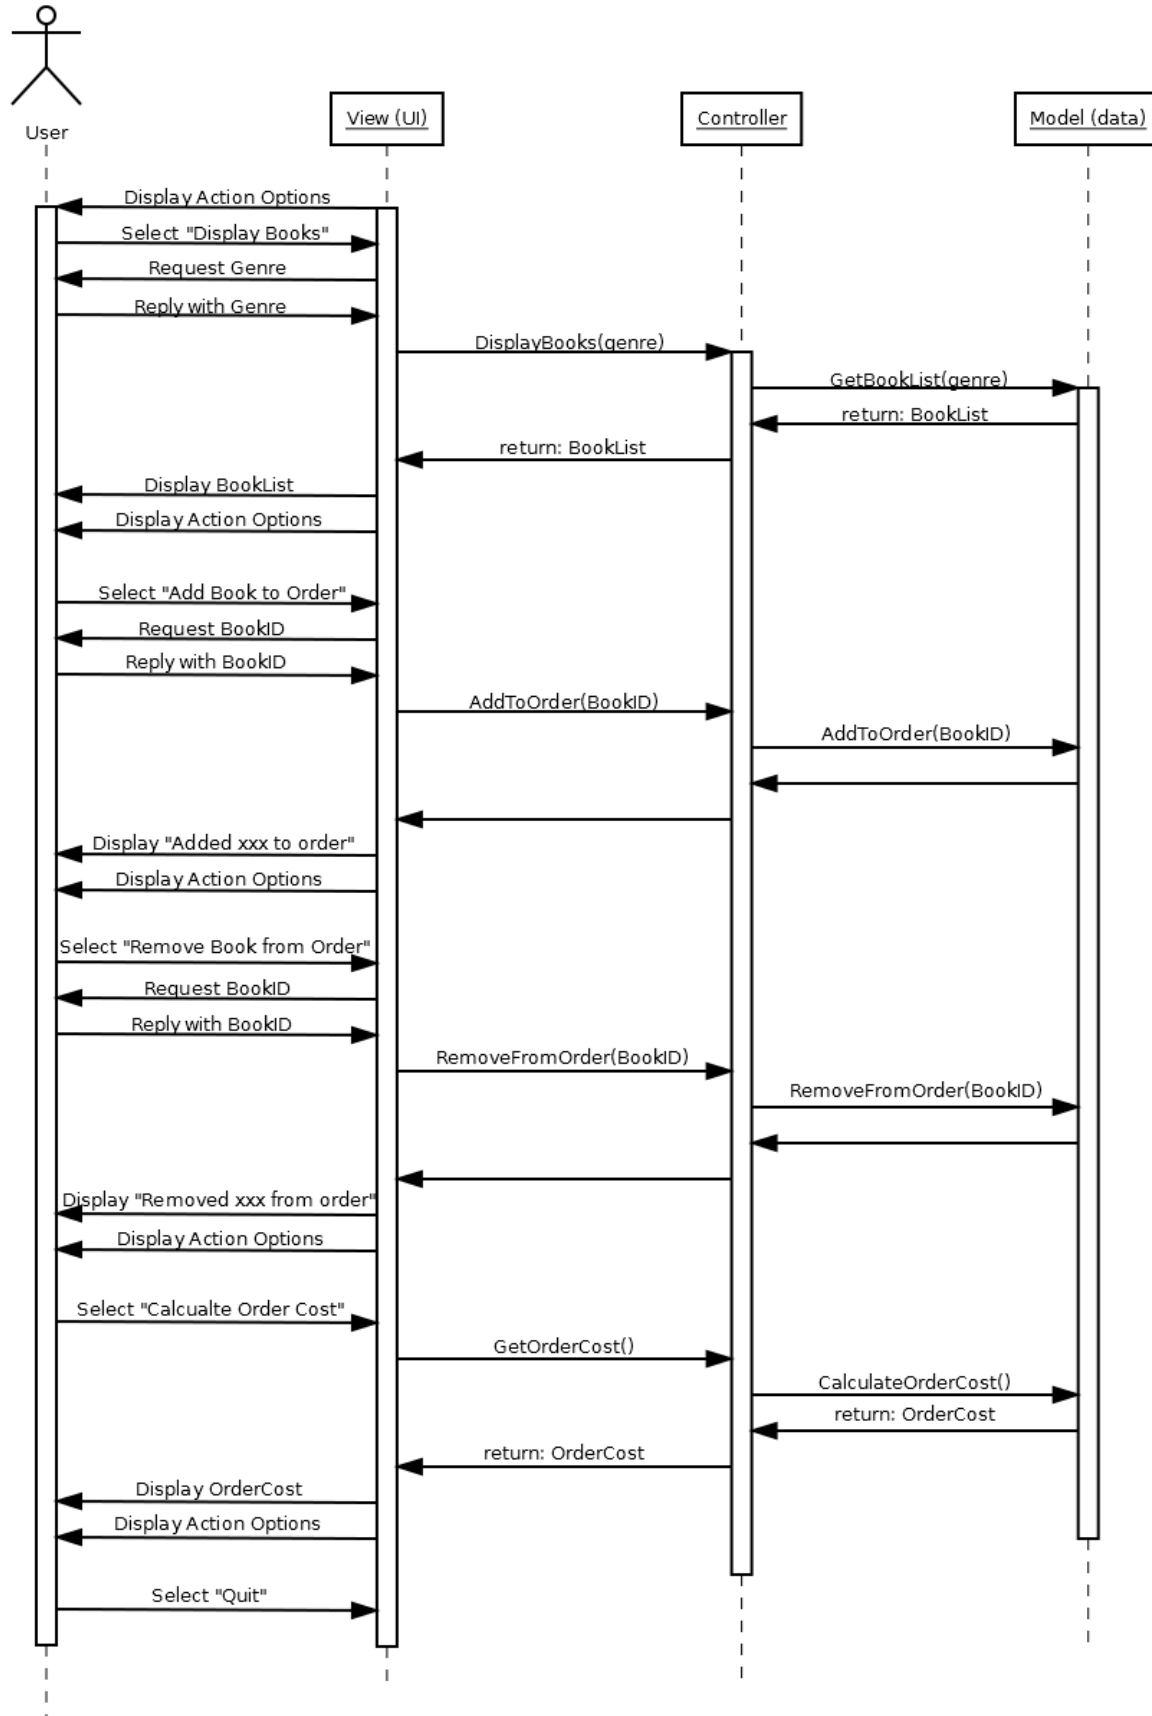 User
View (UI)
Controller
Model (data)
Display Action Options
Select "Display Books"
Request Genre
Reply with Genre
DisplayBooks(genre)
GetBookList(genre)
return: BookList
return: BookList
Display BookList
Display Action Options
Select "Add Book to Order"
Request BookID
Reply with BookID
AddToOrder(BookID)
AddToOrder(BookID)
Display "Added xxx to order"
Display Action Options
Select "Remove Book from Order"
Request BookID
Reply with BookID
RemoveFromOrder(BookID)
RemoveFromOrder(BookID)
Display "Removed xxx from order"
Display Action Options
Select "Calcualte Order Cost"
GetOrderCost()
CalculateOrderCost()
return: OrderCost
return: OrderCost
Display OrderCost
Display Action Options
Select "Quit"